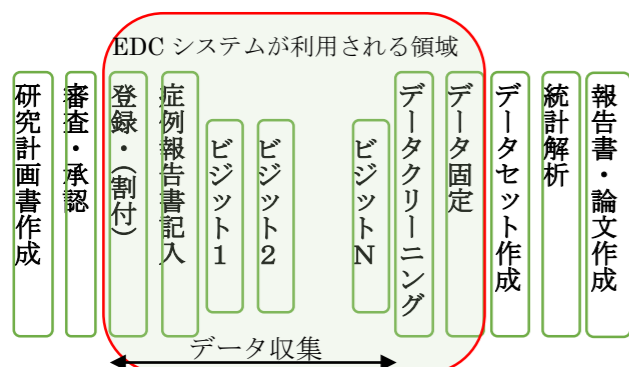 EDC システムが利用される領域
研究計画書作成
審査・承認
登録・(割付)
症例報告書記入
ビジット1
ビジット2
ビジットN
データクリーニング
データ固定
データセット作成
統計解析
報告書・論文作成
データ収集